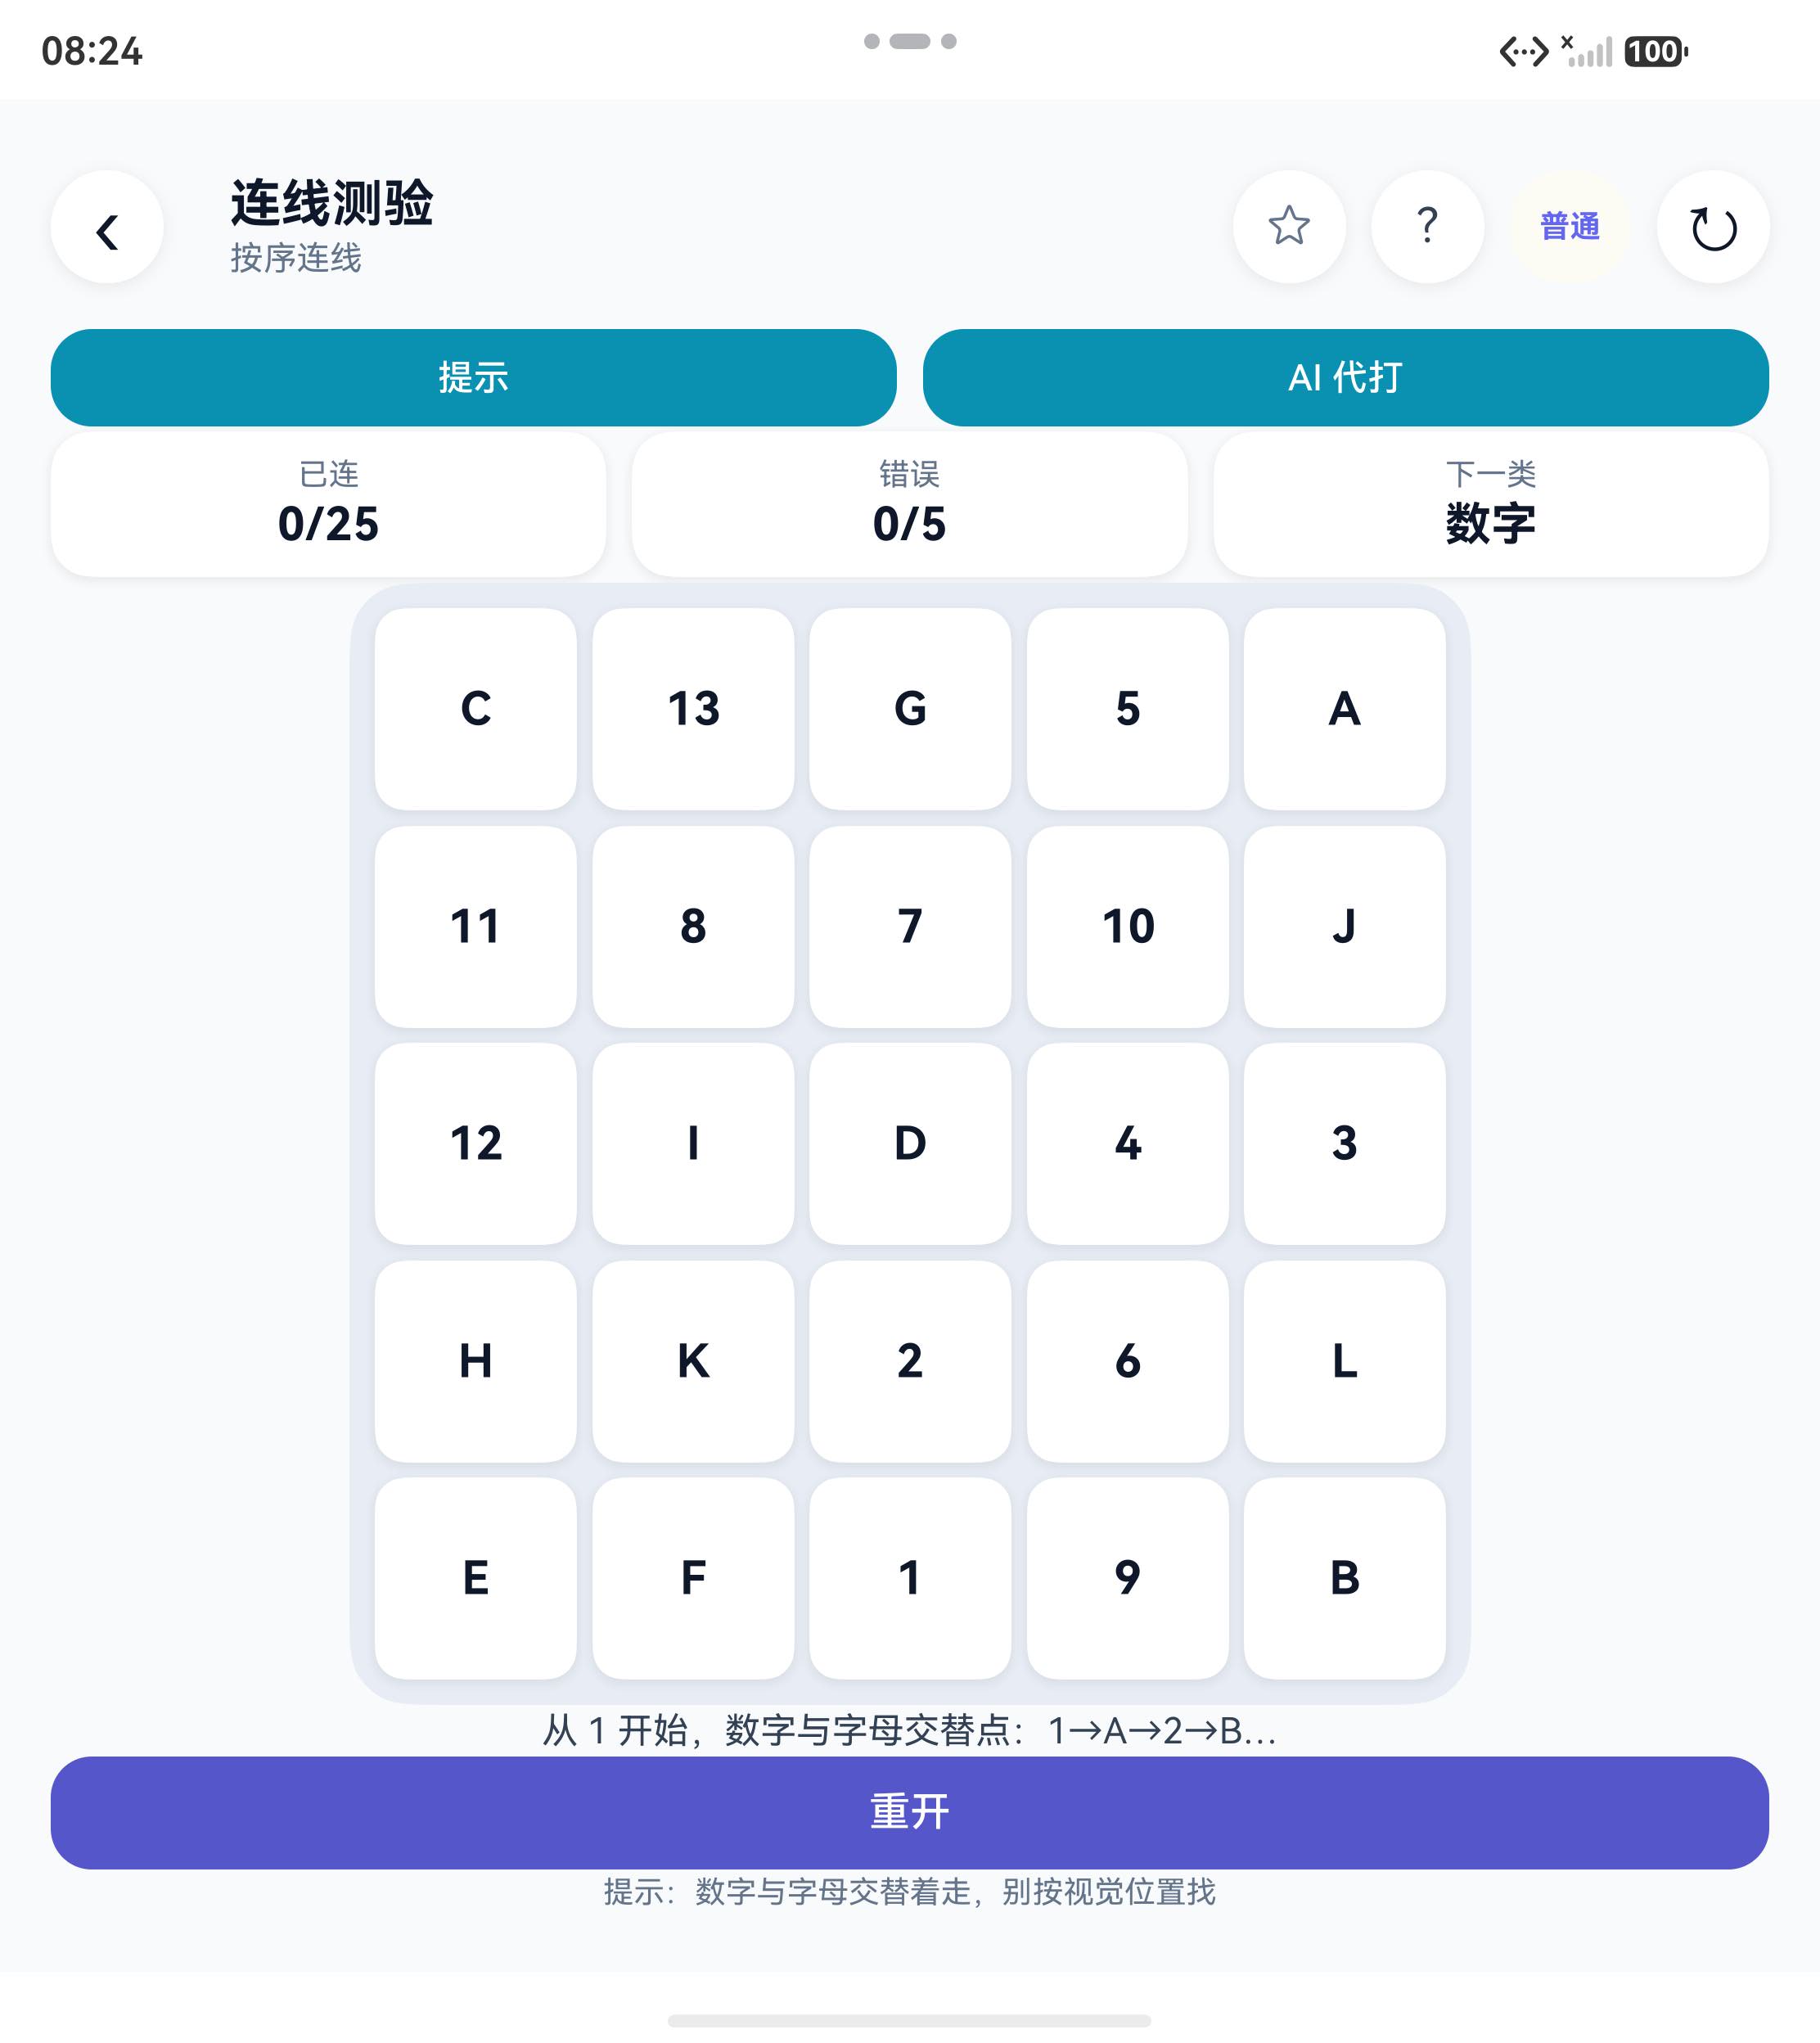 08:24
100
连线测验
按序连线
?
普通
提示
AI 代打
已连
错误
下一类
0/25
0/5
数字
C 13 G 5 A
11 8 7 10 J
12 I D 4 3
H K 2 6 L
E F 1 9 B
从 1 开始，数字与字母交替点：1→A→2→B…
重开
提示：数字与字母交替着走，别按视觉位置找